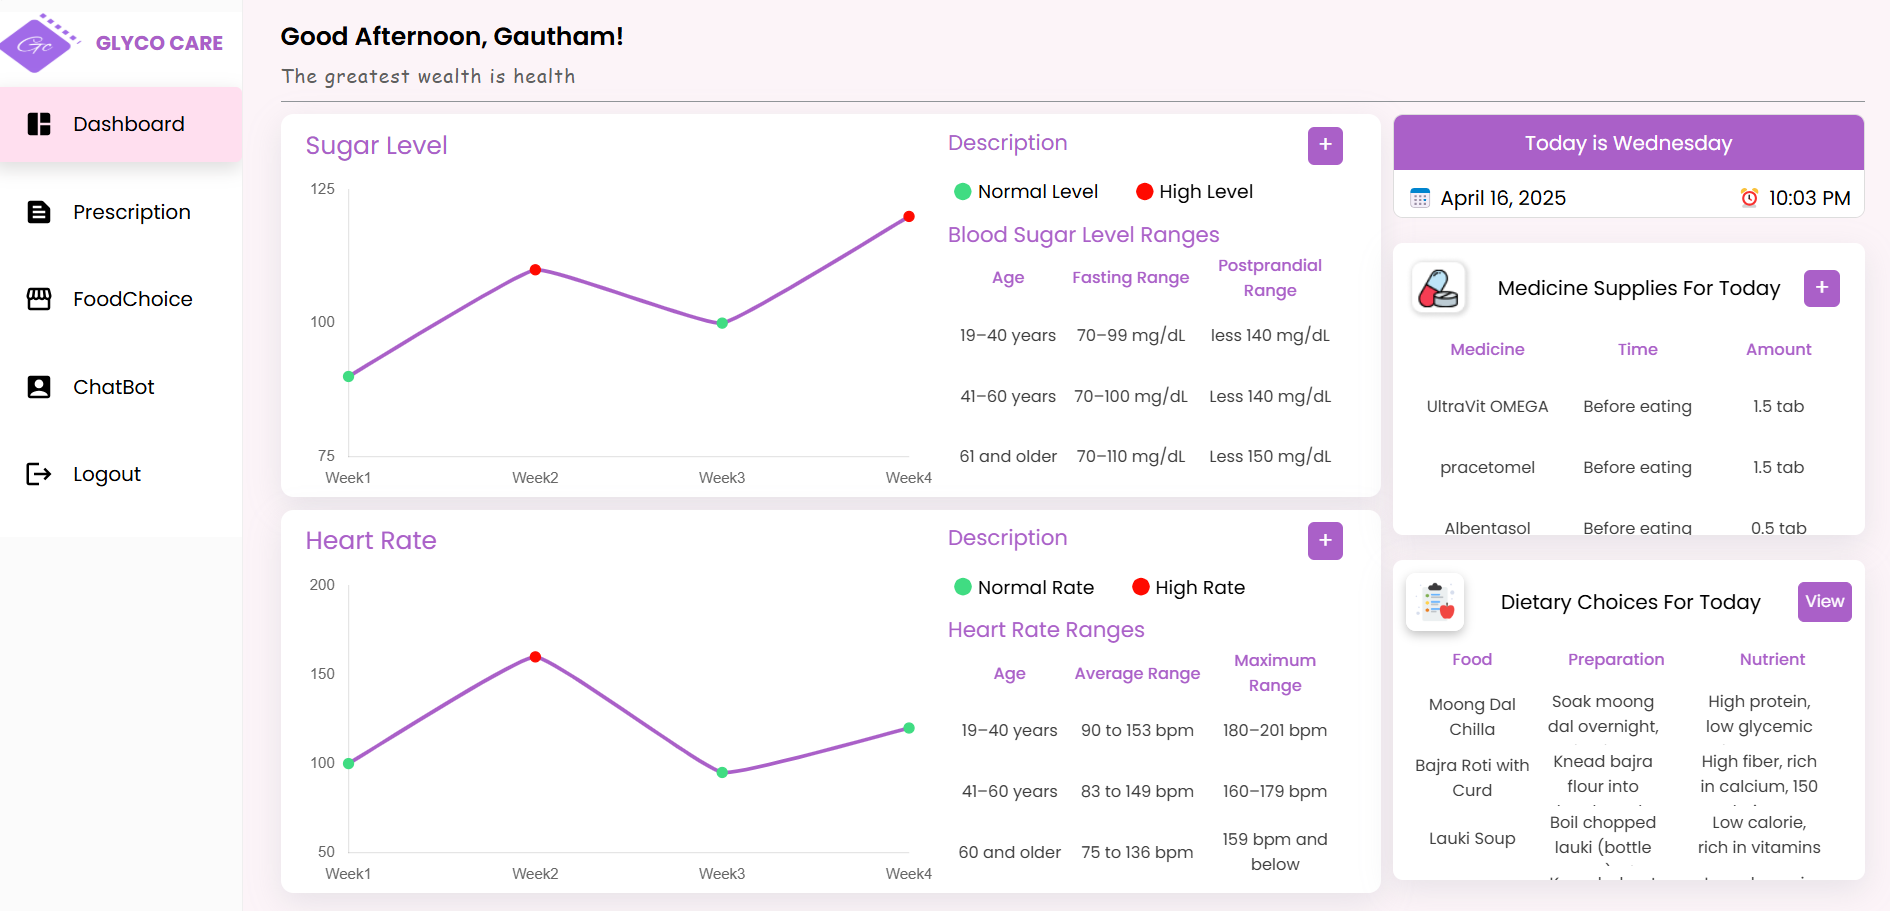 Gc
GLYCO CARE
Dashboard
Prescription
FoodChoice
ChatBot
Logout
Good Afternoon, Gautham!
The greatest wealth is health
Sugar Level
125
100
75
Week1 Week2 Week3 Week4
Description
+
Normal Level High Level
Blood Sugar Level Ranges
Age Fasting Range Postprandial Range
19–40 years 70–99 mg/dL less 140 mg/dL
41–60 years 70–100 mg/dL Less 140 mg/dL
61 and older 70–110 mg/dL Less 150 mg/dL
Heart Rate
200
150
100
50
Week1 Week2 Week3 Week4
Description
+
Normal Rate High Rate
Heart Rate Ranges
Age Average Range Maximum Range
19–40 years 90 to 153 bpm 180–201 bpm
41–60 years 83 to 149 bpm 160–179 bpm
60 and older 75 to 136 bpm 159 bpm and below
Today is Wednesday
April 16, 2025 10:03 PM
Medicine Supplies For Today
+
Medicine Time Amount
UltraVit OMEGA Before eating 1.5 tab
pracetomel Before eating 1.5 tab
Albentasol Before eating 0.5 tab
Dietary Choices For Today
View
Food Preparation Nutrient
Moong Dal Chilla Soak moong dal overnight, High protein, low glycemic
Bajra Roti with Curd Knead bajra flour into High fiber, rich in calcium, 150
Lauki Soup Boil chopped lauki (bottle Low calorie, rich in vitamins